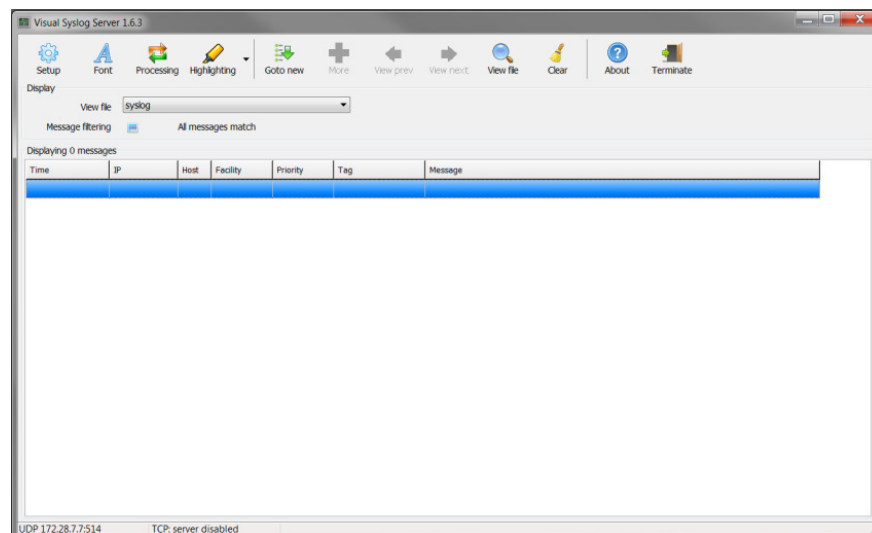 Visual Syslog Server 1.6.3
Setup Font Processing Highlighting Goto new More View prev View next View file Clear About Terminate
Display
View file syslog
Message filtering All messages match
Displaying 0 messages
Time IP Host Facility Priority Tag Message
UDP 172.28.7.7:514 TCP: server disabled